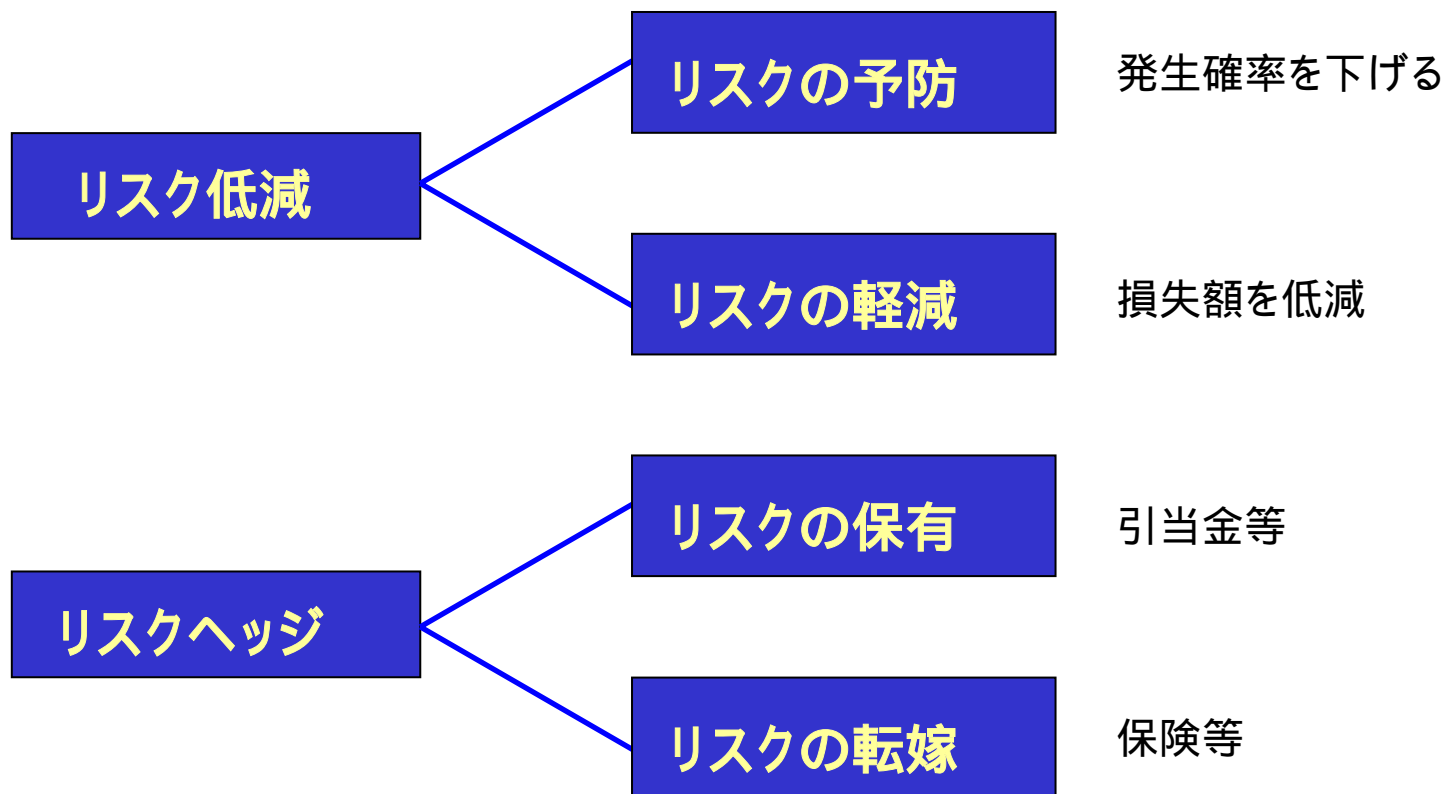 リスクの予防
発生確率を下げる
リスク低減
リスクの軽減
損失額を低減
リスクの保有
引当金等
リスクヘッジ
リスクの転嫁
保険等